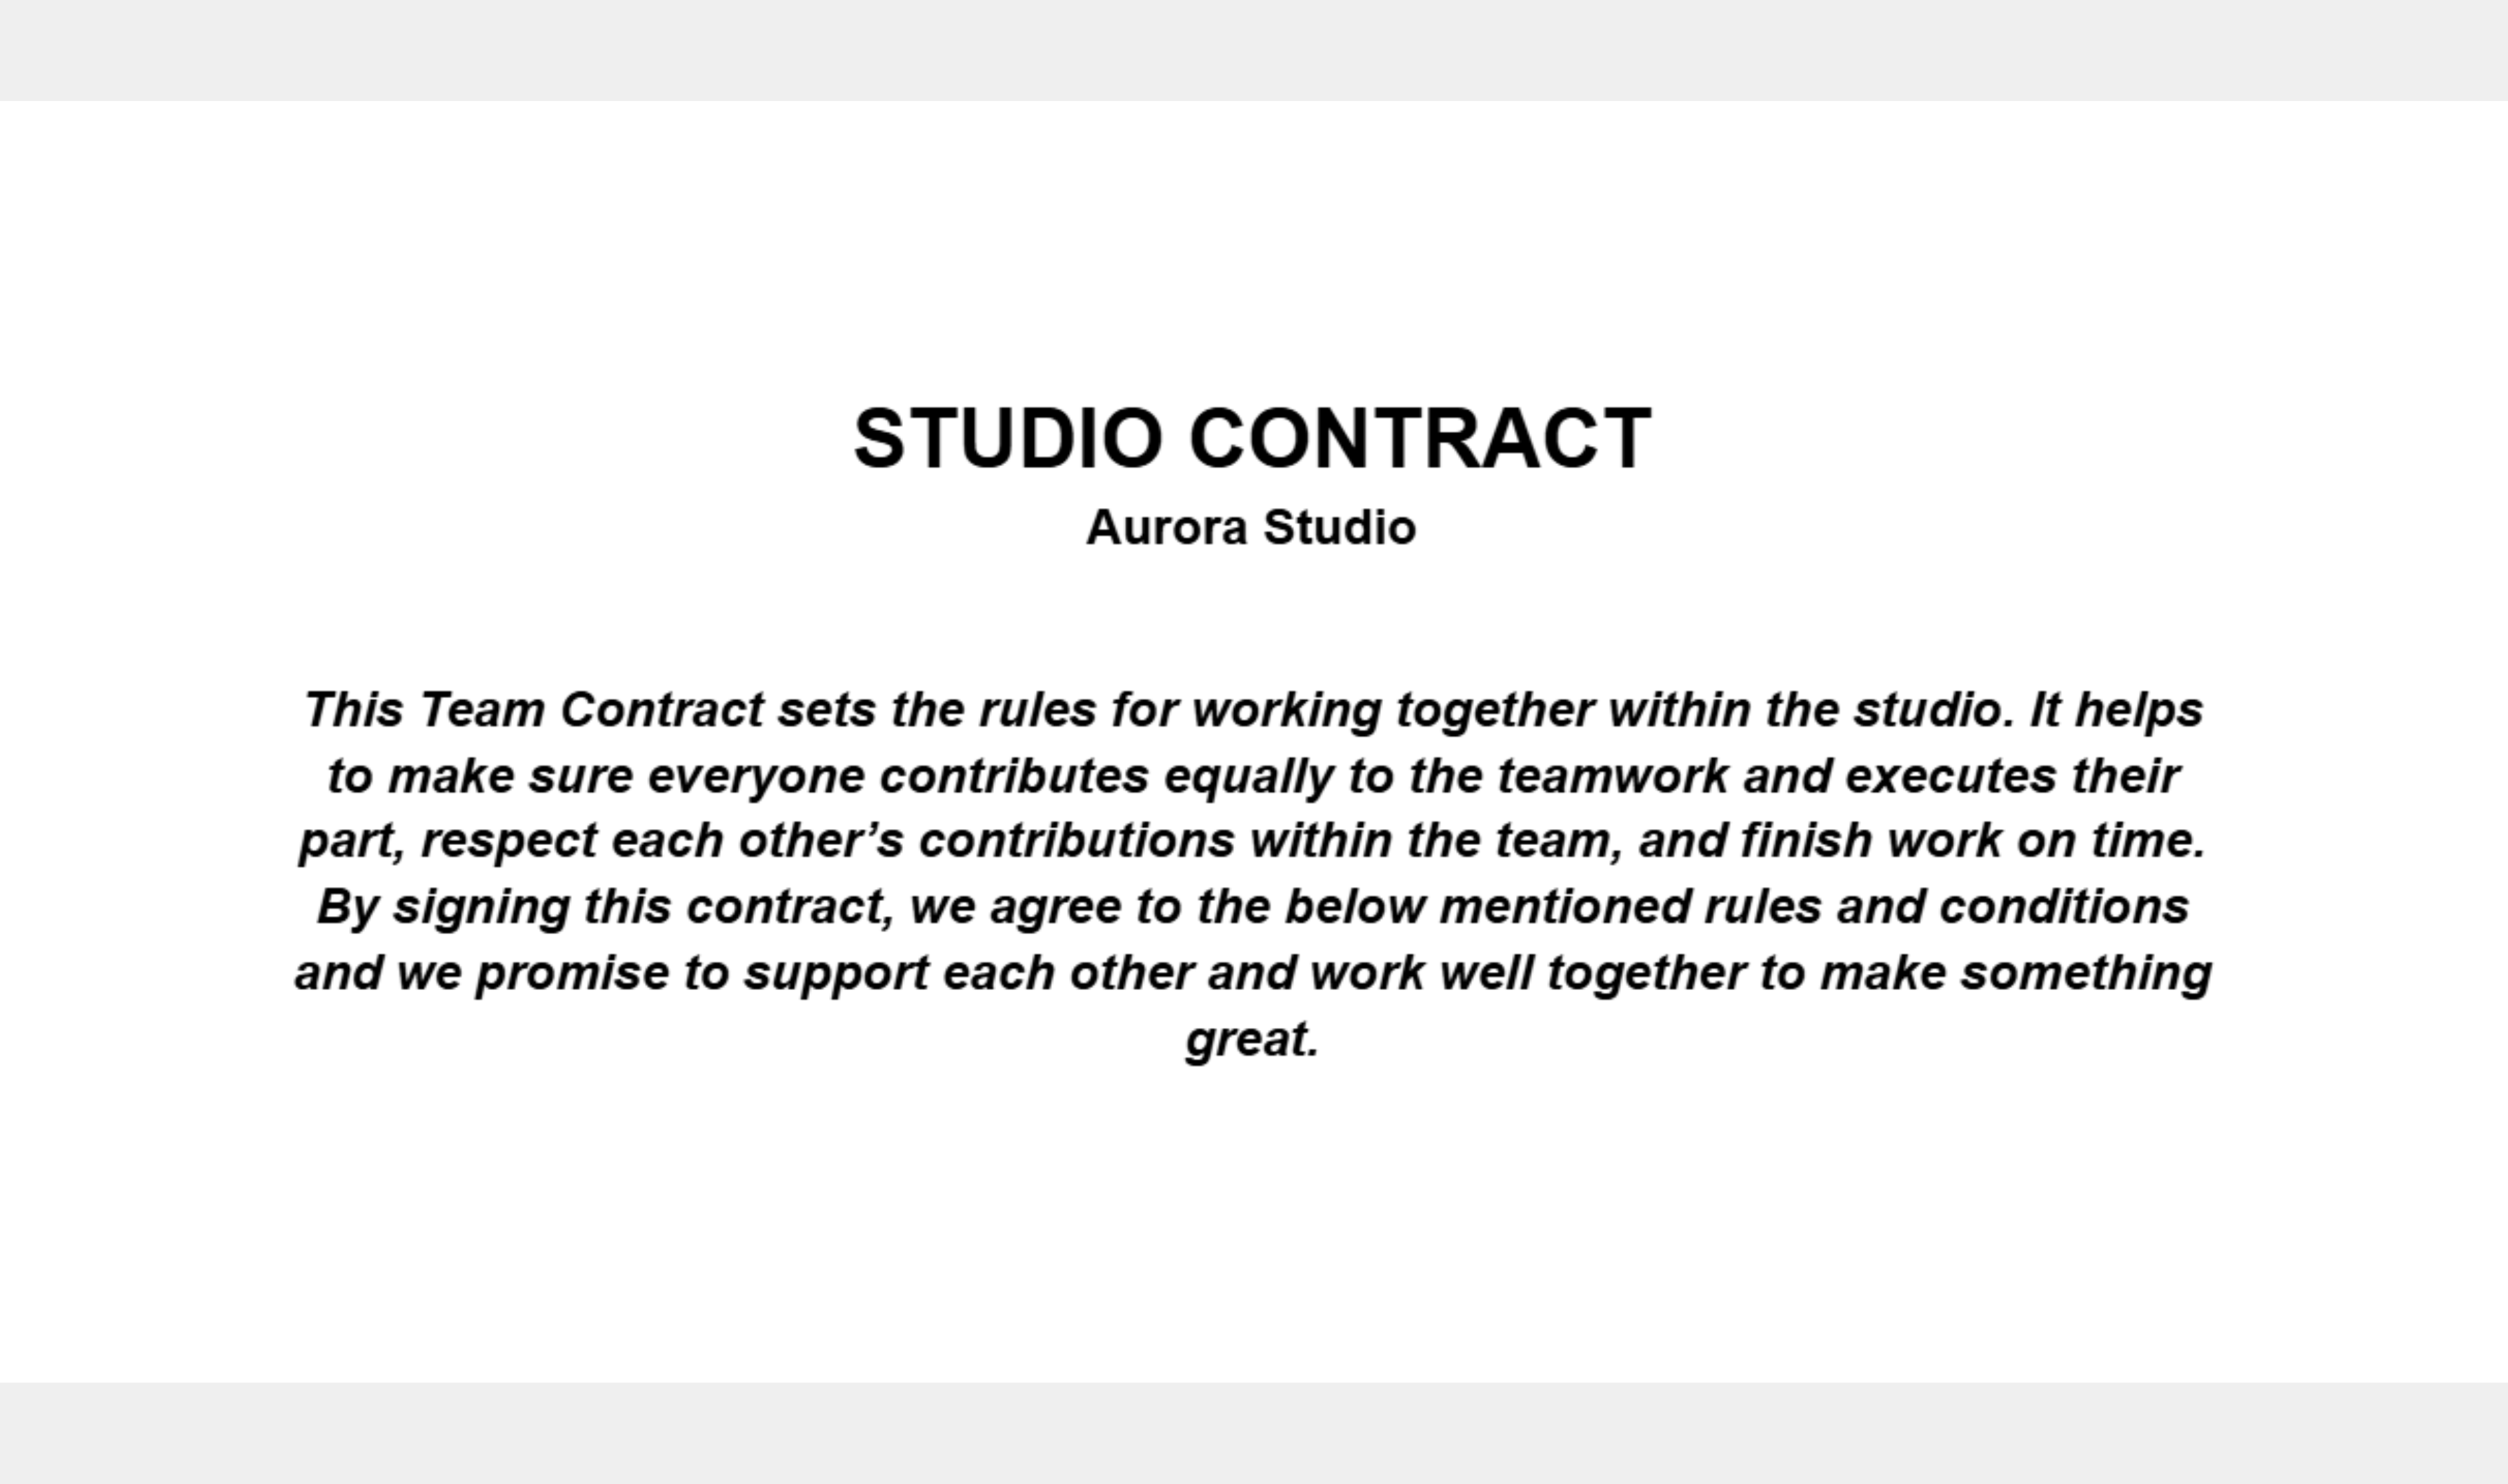 STUDIO CONTRACT
Aurora Studio
This Team Contract sets the rules for working together within the studio. It helps
to make sure everyone contributes equally to the teamwork and executes their
part, respect each other’s contributions within the team, and finish work on time.
By signing this contract, we agree to the below mentioned rules and conditions
and we promise to support each other and work well together to make something
great.